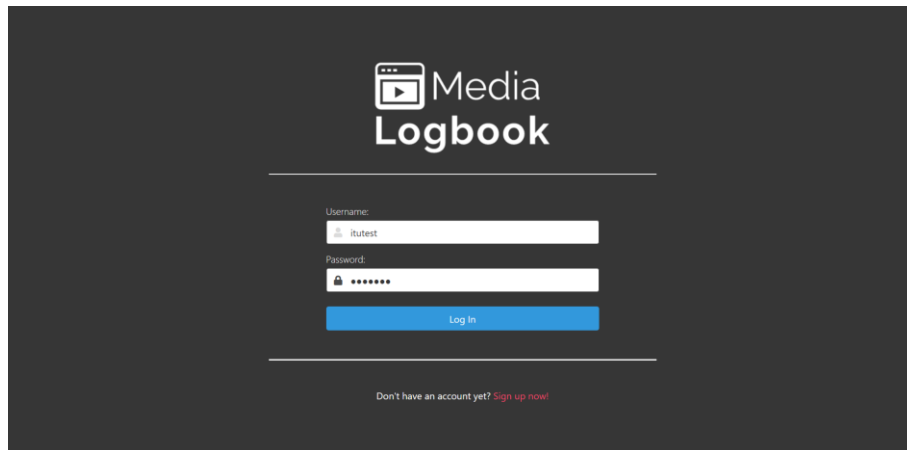 Media
Logbook
Username:
itutest
Password:
•••••••
Log In
Don't have an account yet? Sign up now!